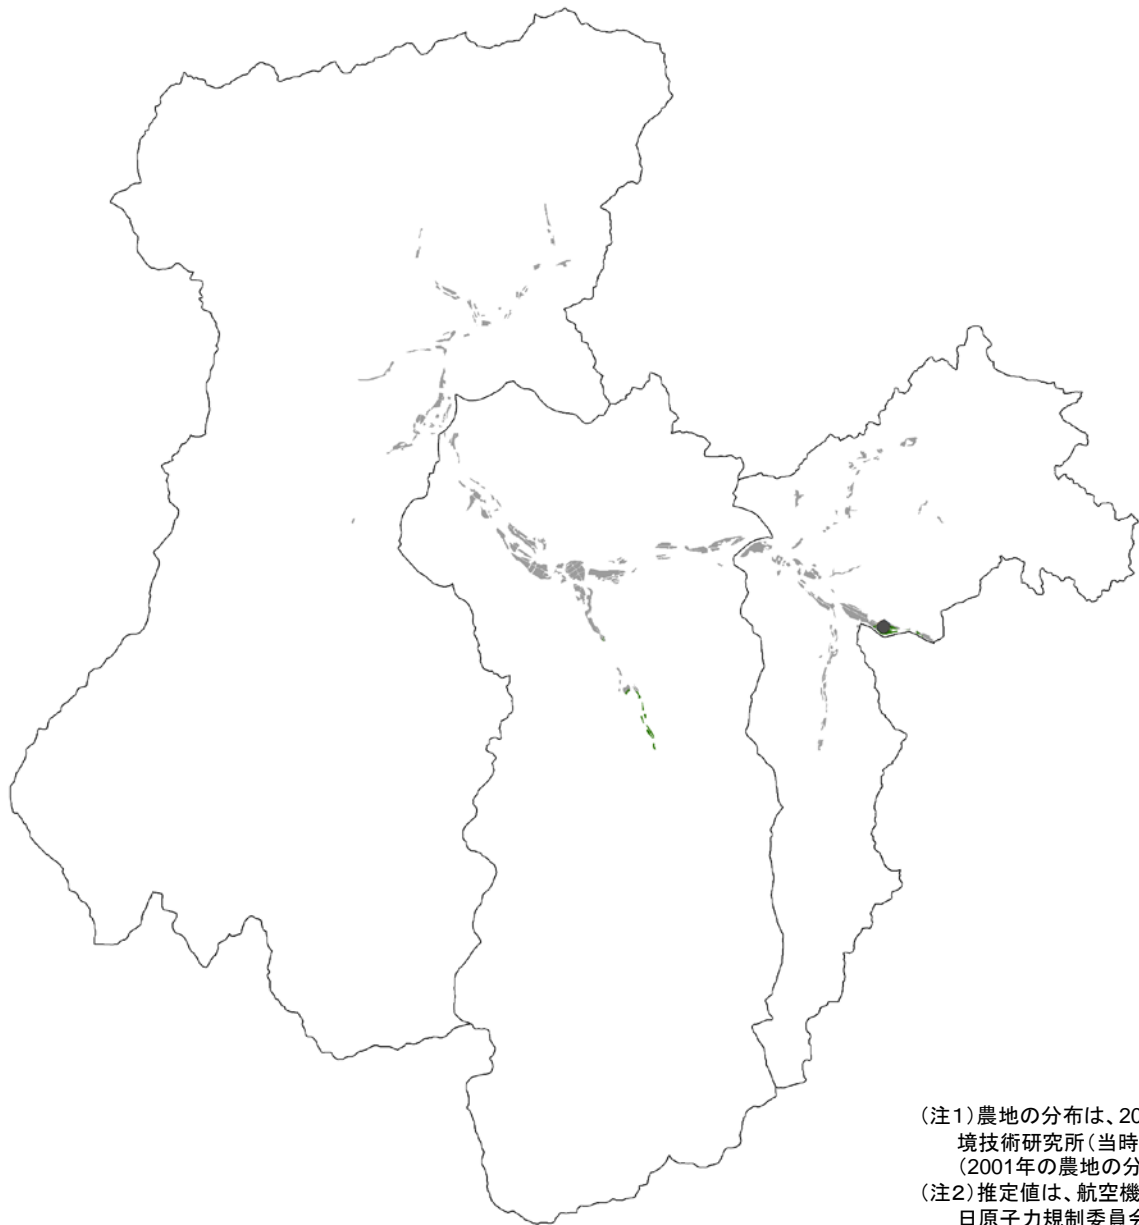 (注1)農地の分布は、20
境技術研究所(当時
(2001年の農地の分
(注2)推定値は、航空機
日原子力規制委員会